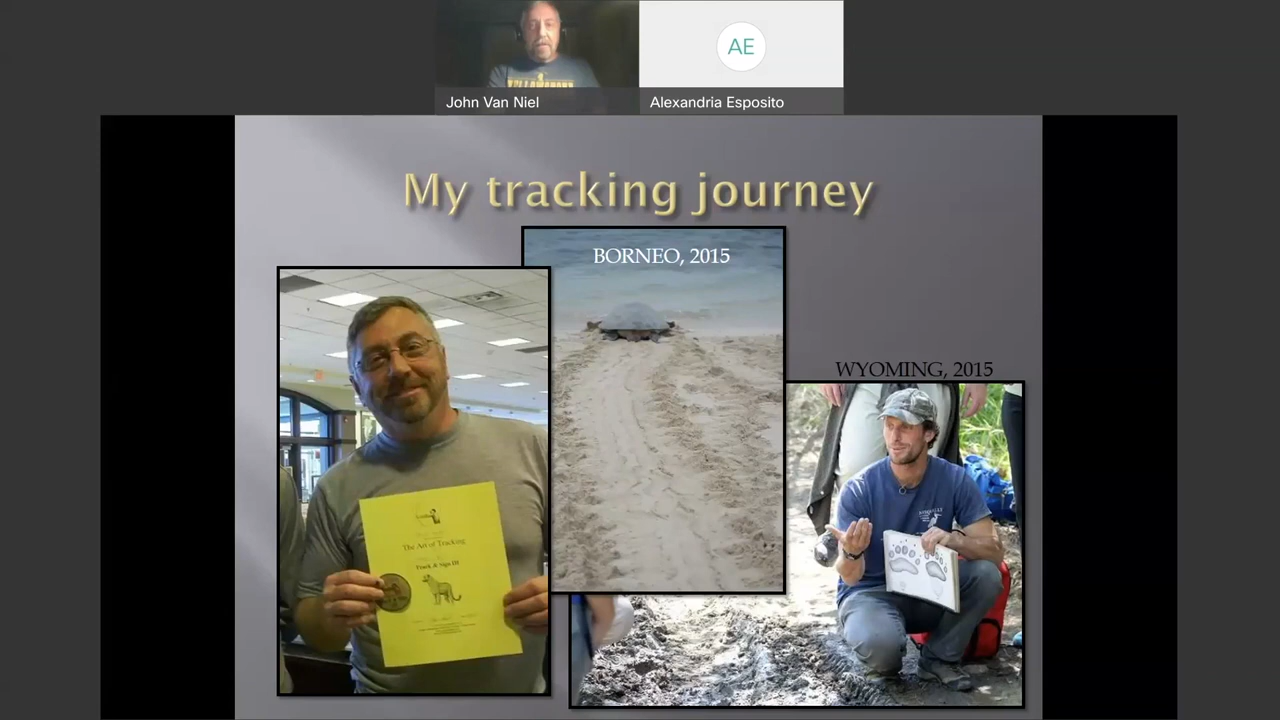 AE
John Van Niel
Alexandria Esposito
My tracking journey
BORNEO, 2015
WYOMING, 2015
The Art of Tracking
Track & Sign III